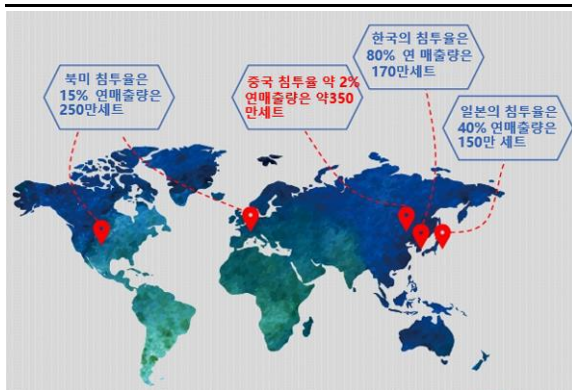 북미 침투율은
15% 연매출량은
250만세트
중국 침투율 약 2%
연매출량은 약350
만세트
한국의 침투율은
80% 연 매출량은
170만세트
일본의 침투율은
40% 연매출량은
150만 세트